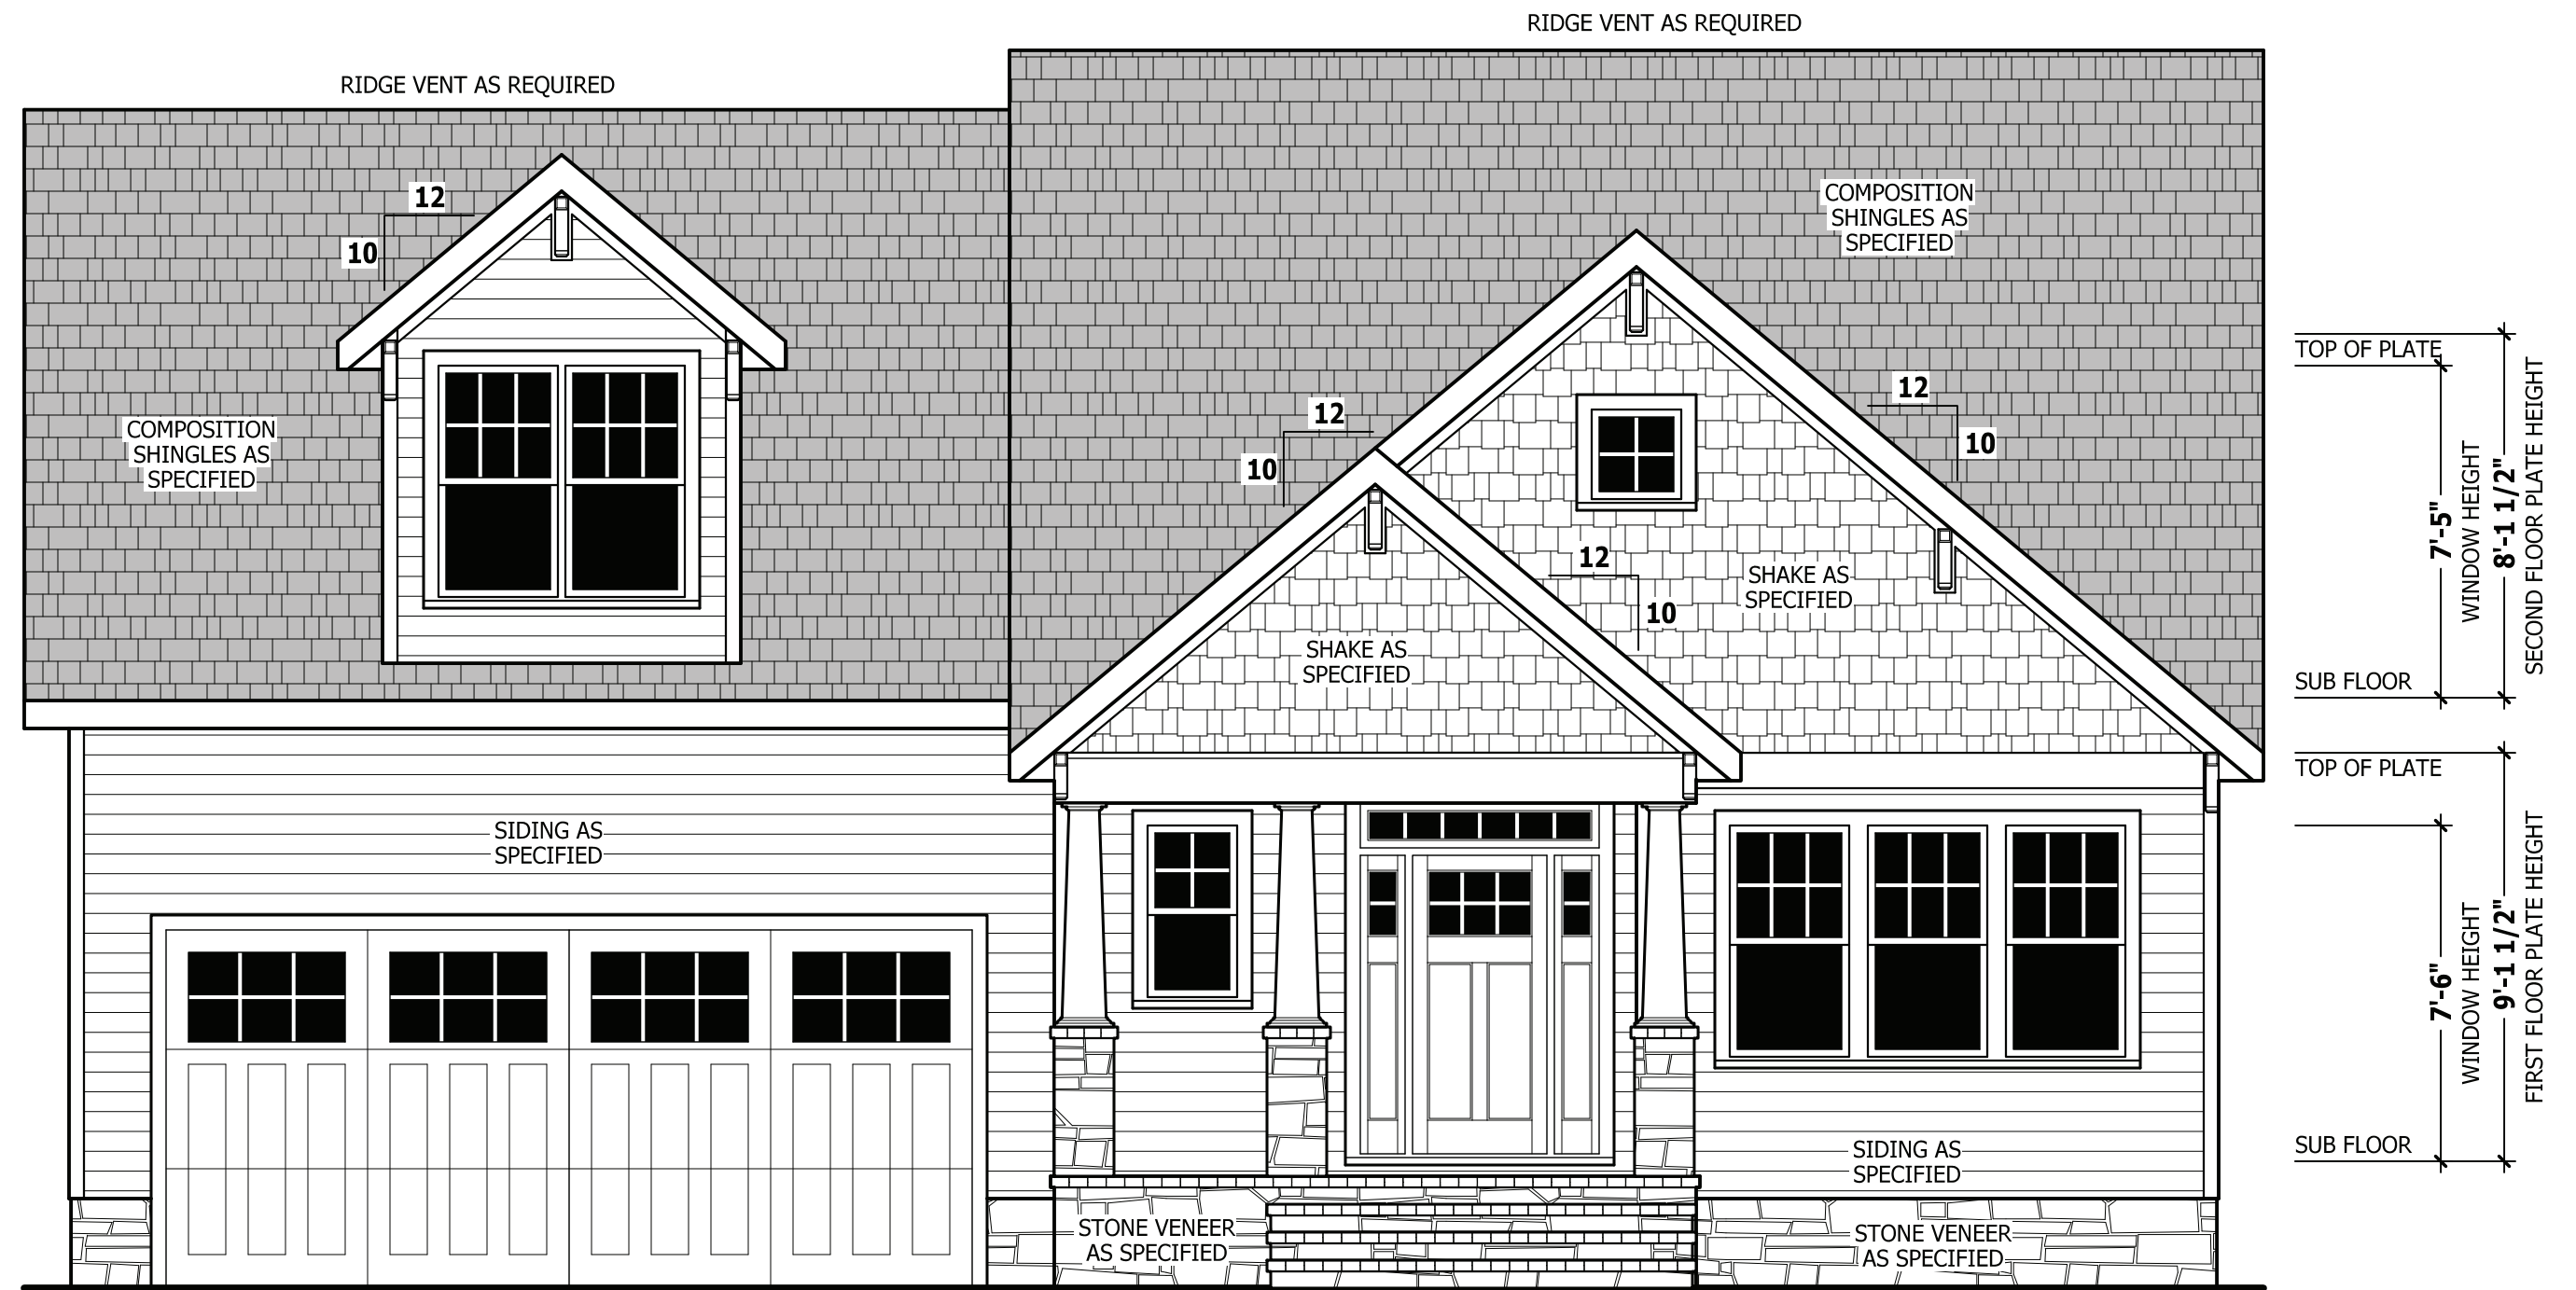 RIDGE VENT AS REQUIRED
RIDGE VENT AS REQUIRED
12
10
COMPOSITION
SHINGLES AS
SPECIFIED
COMPOSITION
SHINGLES AS
SPECIFIED
12
10
12
10
12
10
SHAKE AS
SPECIFIED
SHAKE AS
SPECIFIED
SIDING AS
SPECIFIED
SIDING AS
SPECIFIED
STONE VENEER
AS SPECIFIED
STONE VENEER
AS SPECIFIED
TOP OF PLATE
7'-5"
WINDOW HEIGHT
8'-1 1/2"
SECOND FLOOR PLATE HEIGHT
SUB FLOOR
TOP OF PLATE
7'-6"
WINDOW HEIGHT
9'-1 1/2"
FIRST FLOOR PLATE HEIGHT
SUB FLOOR